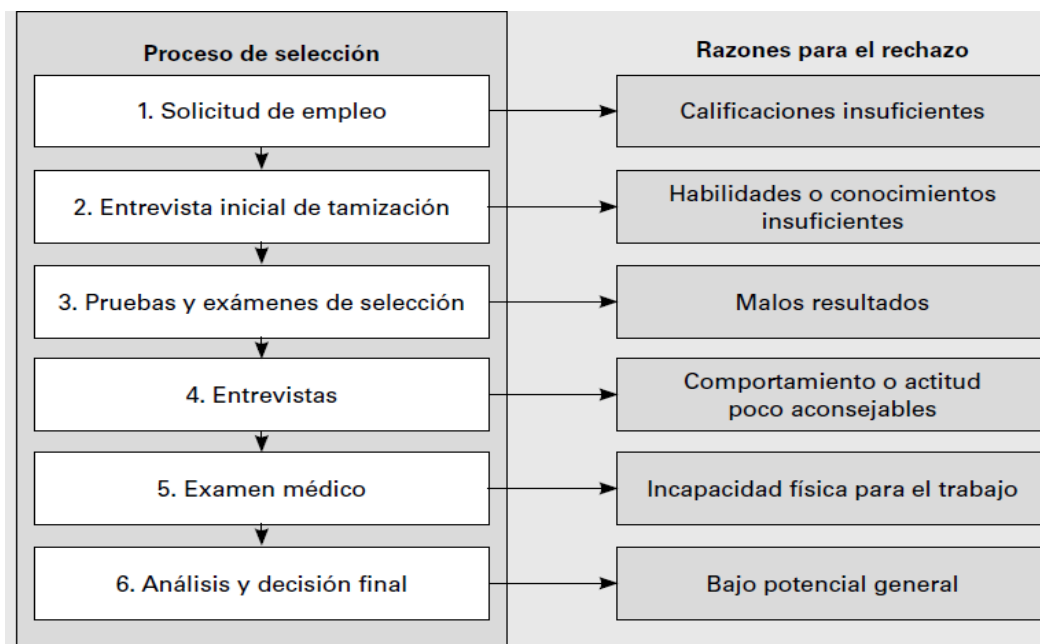 Proceso de selección
Razones para el rechazo
1. Solicitud de empleo
Calificaciones insuficientes
2. Entrevista inicial de tamización
Habilidades o conocimientos
insuficientes
3. Pruebas y exámenes de selección
Malos resultados
4. Entrevistas
Comportamiento o actitud
poco aconsejables
5. Examen médico
Incapacidad física para el trabajo
6. Análisis y decisión final
Bajo potencial general